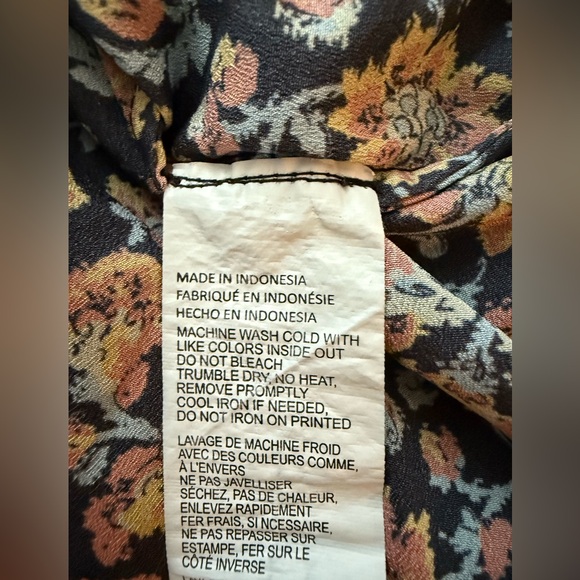 MADE IN INDONESIA
FABRIQUÉ EN INDONÉSIE
HECHO EN INDONESIA
MACHINE WASH COLD WITH
LIKE COLORS INSIDE OUT
DO NOT BLEACH
TRUMBLE DRY, NO HEAT,
REMOVE PROMPTLY
COOL IRON IF NEEDED,
DO NOT IRON ON PRINTED
LAVAGE DE MACHINE FROID
AVEC DES COULEURS COMME,
À L'ENVERS
NE PAS JAVELLISER
SÉCHEZ, PAS DE CHALEUR,
ENLEVEZ RAPIDEMENT
FER FRAIS, SI NCESSAIRE,
NE PAS REPASSER SUR
ESTAMPE, FER SUR LE
CÔTÉ INVERSE